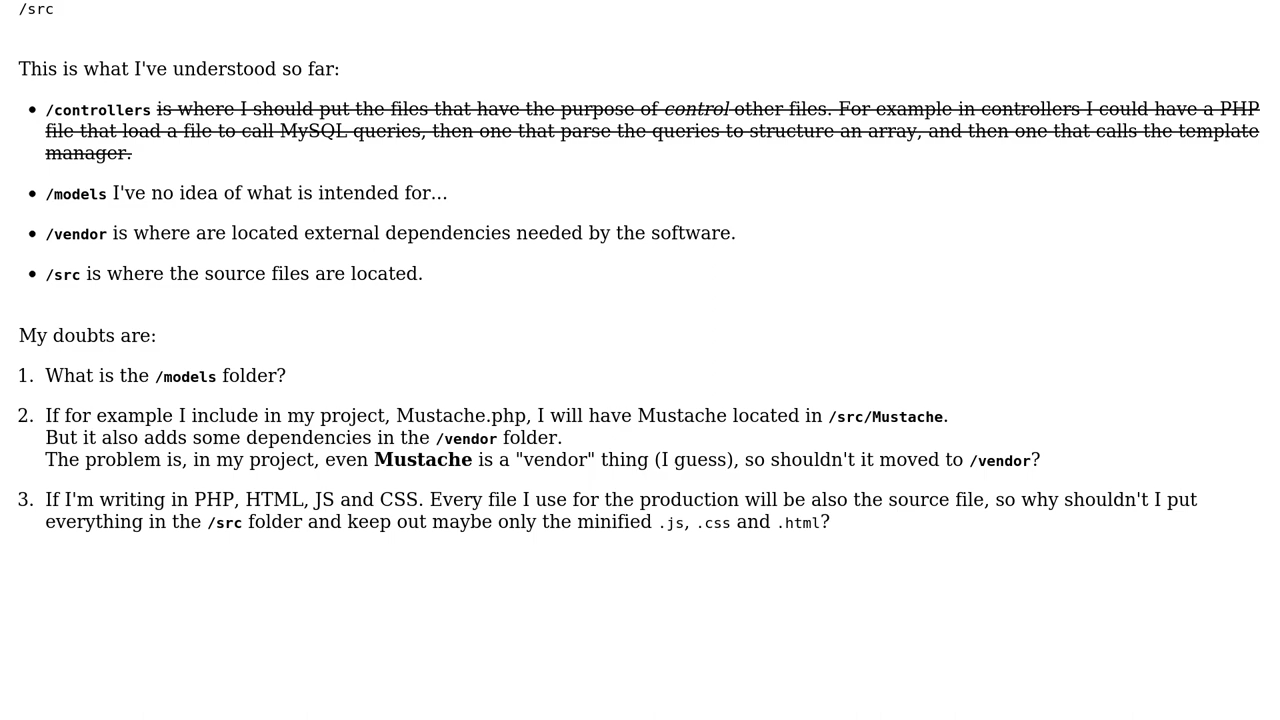 /src
This is what I've understood so far:
/controllers is where I should put the files that have the purpose of control other files. For example in controllers I could have a PHP
file that load a file to call MySQL queries, then one that parse the queries to structure an array, and then one that calls the template
manager.
/models I've no idea of what is intended for...
/vendor is where are located external dependencies needed by the software.
/src is where the source files are located.
My doubts are:
1. What is the /models folder?
2. If for example I include in my project, Mustache.php, I will have Mustache located in /src/Mustache.
But it also adds some dependencies in the /vendor folder.
The problem is, in my project, even Mustache is a "vendor" thing (I guess), so shouldn't it moved to /vendor?
3. If I'm writing in PHP, HTML, JS and CSS. Every file I use for the production will be also the source file, so why shouldn't I put
everything in the /src folder and keep out maybe only the minified .js, .css and .html?